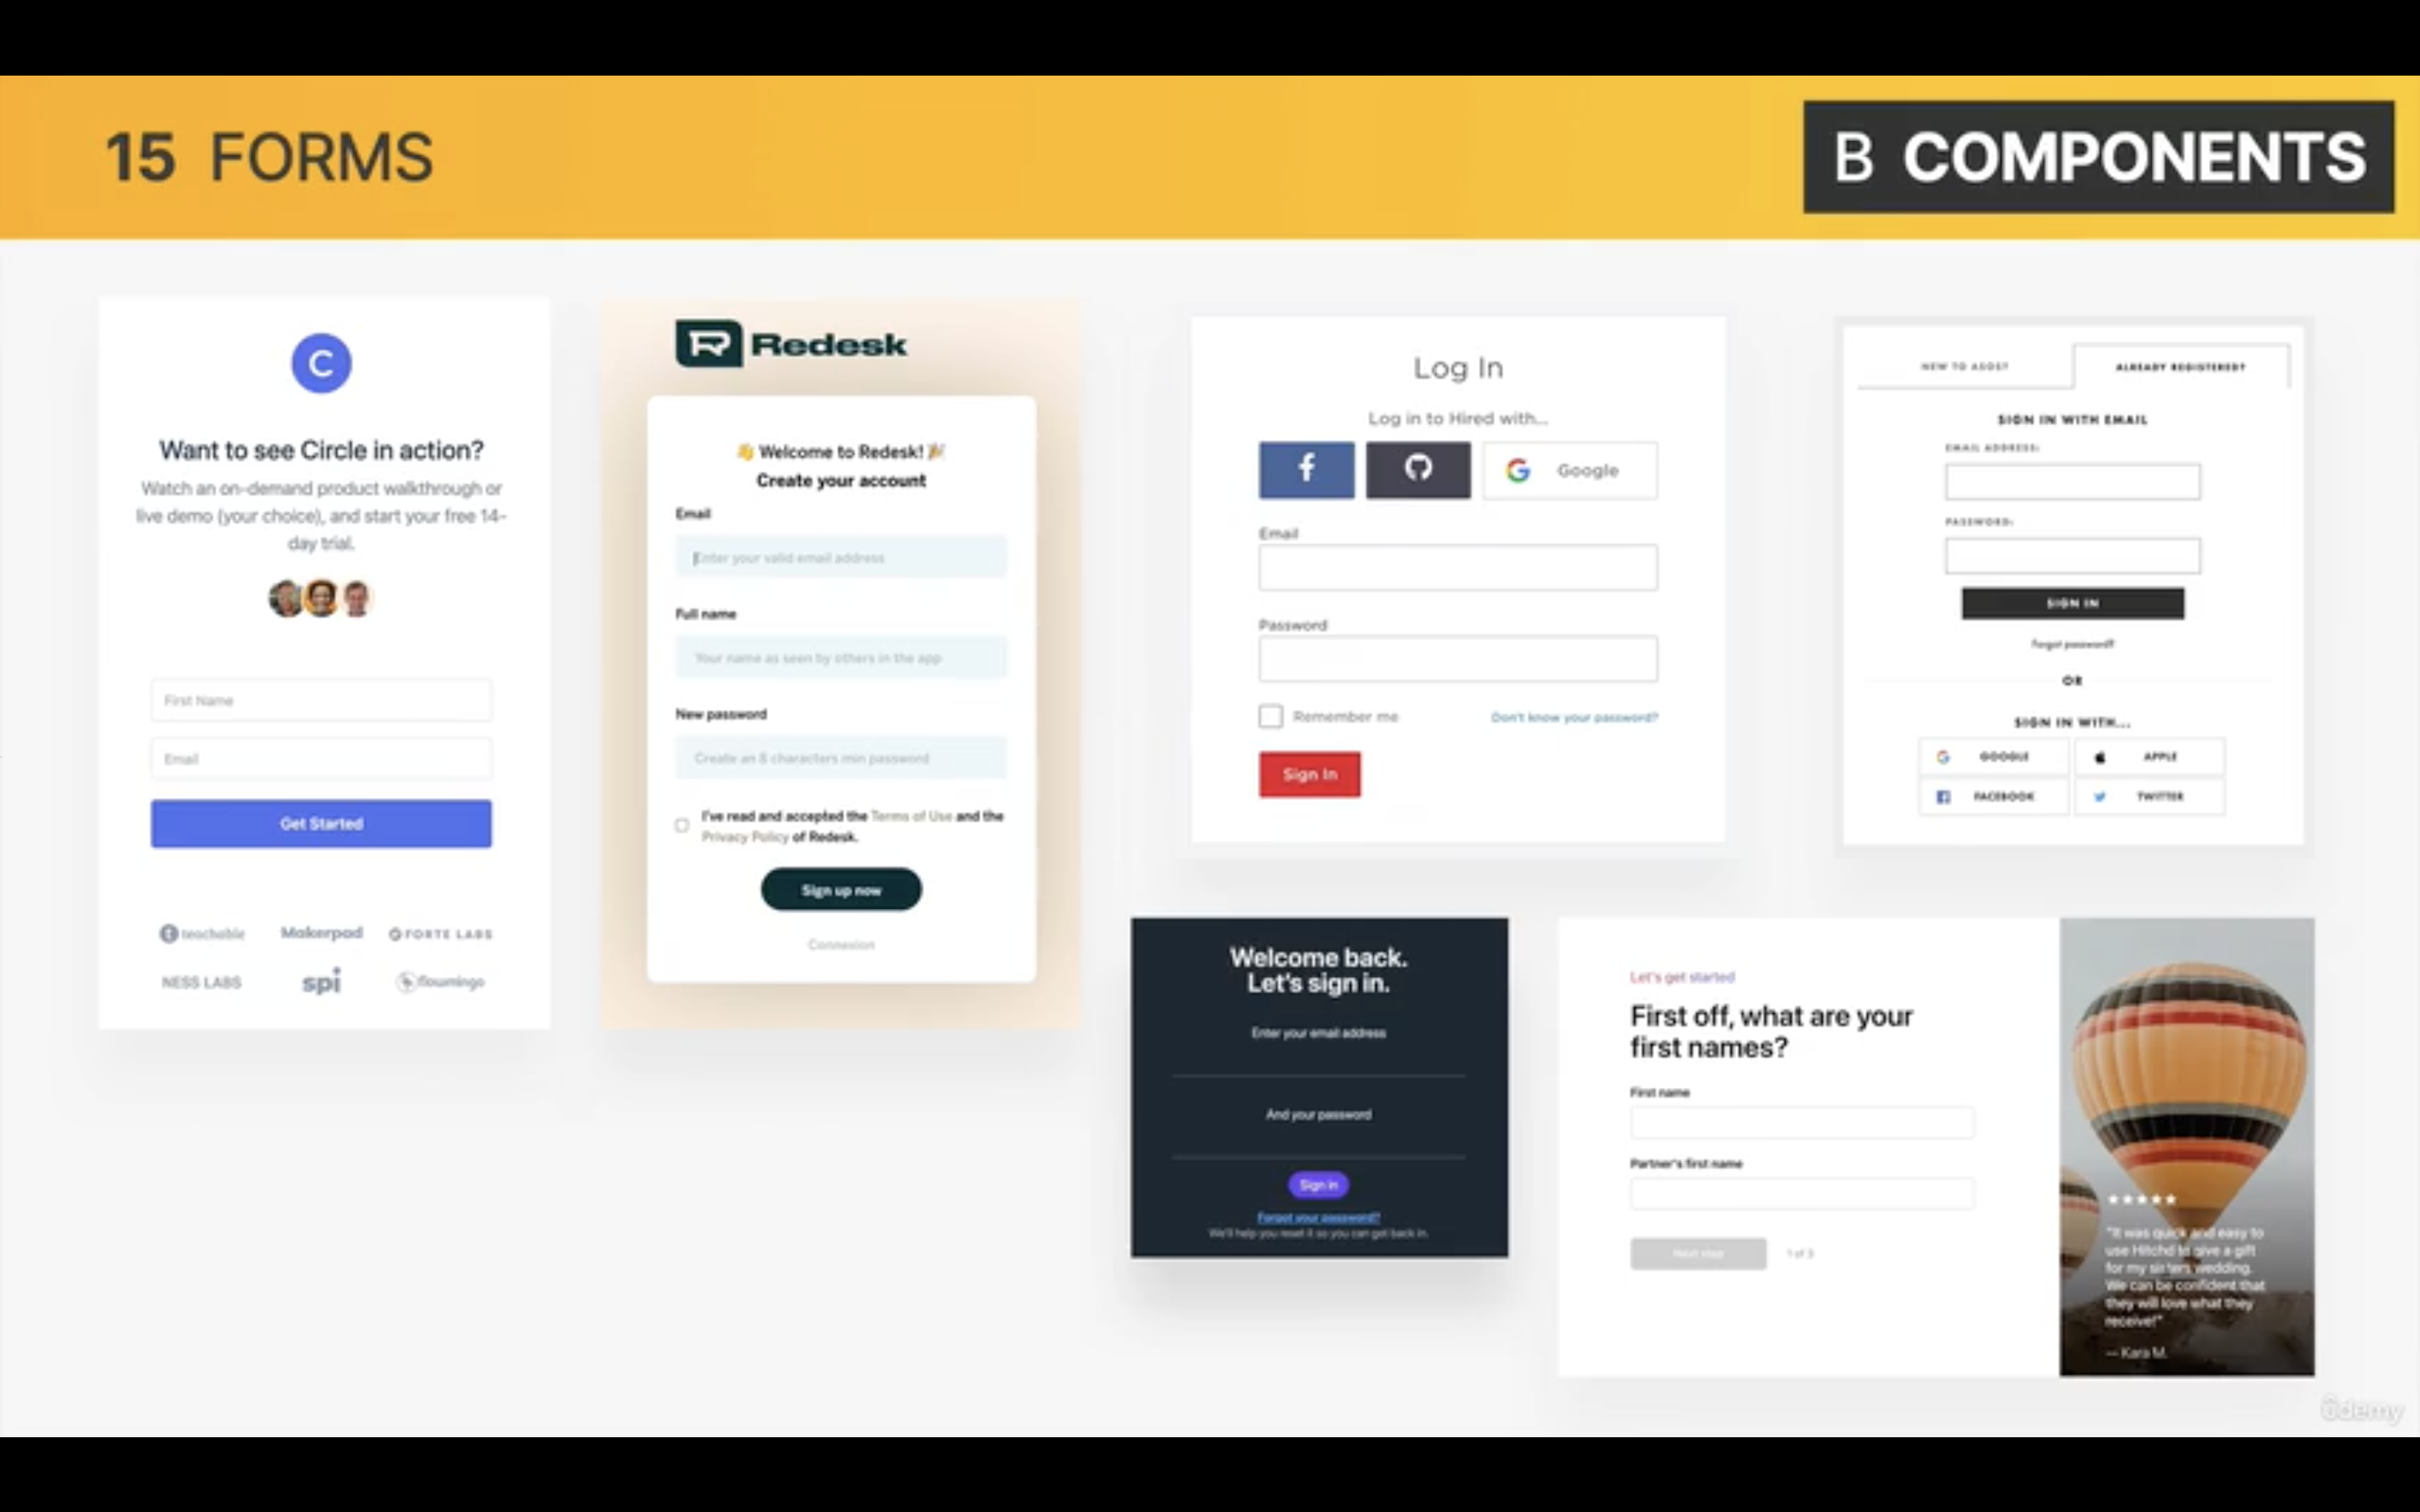 15 FORMS
B COMPONENTS
C
Want to see Circle in action?
Watch an on-demand product walkthrough or
live demo (your choice), and start your free 14-
day trial.
First Name
Email
Get Started
teachable Makerpad FORTE LABS
NESS LABS spi flowmingo
R Redesk
👋 Welcome to Redesk! 🎉
Create your account
Email
Enter your valid email address
Full name
Your name as seen by others in the app
New password
Create an 8 characters min password
I've read and accepted the Terms of Use and the
Privacy Policy of Redesk.
Sign up now
Connexion
Log In
Log in to Hired with...
Google
Email
Password
Remember me Don't know your password?
Sign In
NEW TO ASOS? ALREADY REGISTERED?
SIGN IN WITH EMAIL
EMAIL ADDRESS:
PASSWORD:
SIGN IN
Forgot password?
OR
SIGN IN WITH...
GOOGLE APPLE
FACEBOOK TWITTER
Welcome back.
Let's sign in.
Enter your email address
And your password
Sign in
Forgot your password?
We'll help you reset it so you can get back in.
Let's get started
First off, what are your
first names?
First name
Partner's first name
Next step 1 of 3
★★★★★
"It was quick and easy to
use Hitchd to give a gift
for my sisters wedding.
We can be confident that
they will love what they
receive!"
— Kara M.
ûdemy